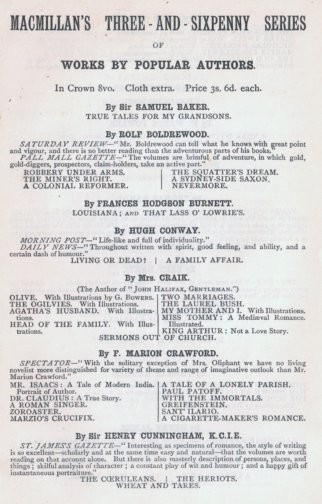 MACMILLAN'S THREE-AND-SIXPENNY SERIES
OF
WORKS BY POPULAR AUTHORS.
In Crown 8vo. Cloth extra. Price 3s. 6d. each.
By Sir SAMUEL BAKER.
TRUE TALES FOR MY GRANDSONS.
By ROLF BOLDREWOOD.
SATURDAY REVIEW—"Mr. Boldrewood can tell what he knows with great point
and vigour, and there is no better reading than the adventurous parts of his books."
PALL MALL GAZETTE—"The volumes are brimful of adventure, in which gold,
gold-diggers, prospectors, claim-holders, take an active part."
ROBBERY UNDER ARMS. | THE SQUATTER'S DREAM.
THE MINER'S RIGHT. | A SYDNEY-SIDE SAXON.
A COLONIAL REFORMER. | NEVERMORE.
By FRANCES HODGSON BURNETT.
LOUISIANA; AND THAT LASS O' LOWRIE'S.
By HUGH CONWAY.
MORNING POST—"Life-like and full of individuality."
DAILY NEWS—"Throughout written with spirit, good feeling, and ability, and a
certain dash of humour."
LIVING OR DEAD? | A FAMILY AFFAIR.
By Mrs. CRAIK.
(The Author of "JOHN HALIFAX, GENTLEMAN.")
OLIVE. With Illustrations by G. Bowers. | TWO MARRIAGES.
THE OGILVIES. With Illustrations. | THE LAUREL BUSH.
AGATHA'S HUSBAND. With Illustra- | MY MOTHER AND I. With Illustrations.
tions. | MISS TOMMY: A Mediæval Romance.
HEAD OF THE FAMILY. With Illus- | Illustrated.
trations. | KING ARTHUR: Not a Love Story.
SERMONS OUT OF CHURCH.
By F. MARION CRAWFORD.
SPECTATOR—"With the solitary exception of Mrs. Oliphant we have no living
novelist more distinguished for variety of theme and range of imaginative outlook than Mr.
Marion Crawford."
MR. ISAACS: A Tale of Modern India. | A TALE OF A LONELY PARISH.
Portrait of Author. | PAUL PATOFF.
DR. CLAUDIUS: A True Story. | WITH THE IMMORTALS.
A ROMAN SINGER. | GREIFENSTEIN.
ZOROASTER. | SANT' ILARIO.
MARZIO'S CRUCIFIX. | A CIGARETTE-MAKER'S ROMANCE.
By Sir HENRY CUNNINGHAM, K.C.I.E.
ST. JAMES'S GAZETTE—"Interesting as specimens of romance, the style of writing
is so excellent—scholarly and at the same time easy and natural—that the volumes are worth
reading on that account alone. But there is also masterly description of persons, places, and
things; skilful analysis of character; a constant play of wit and humour; and a happy gift of
instantaneous portraiture."
THE CŒRULEANS. | THE HERIOTS.
WHEAT AND TARES.